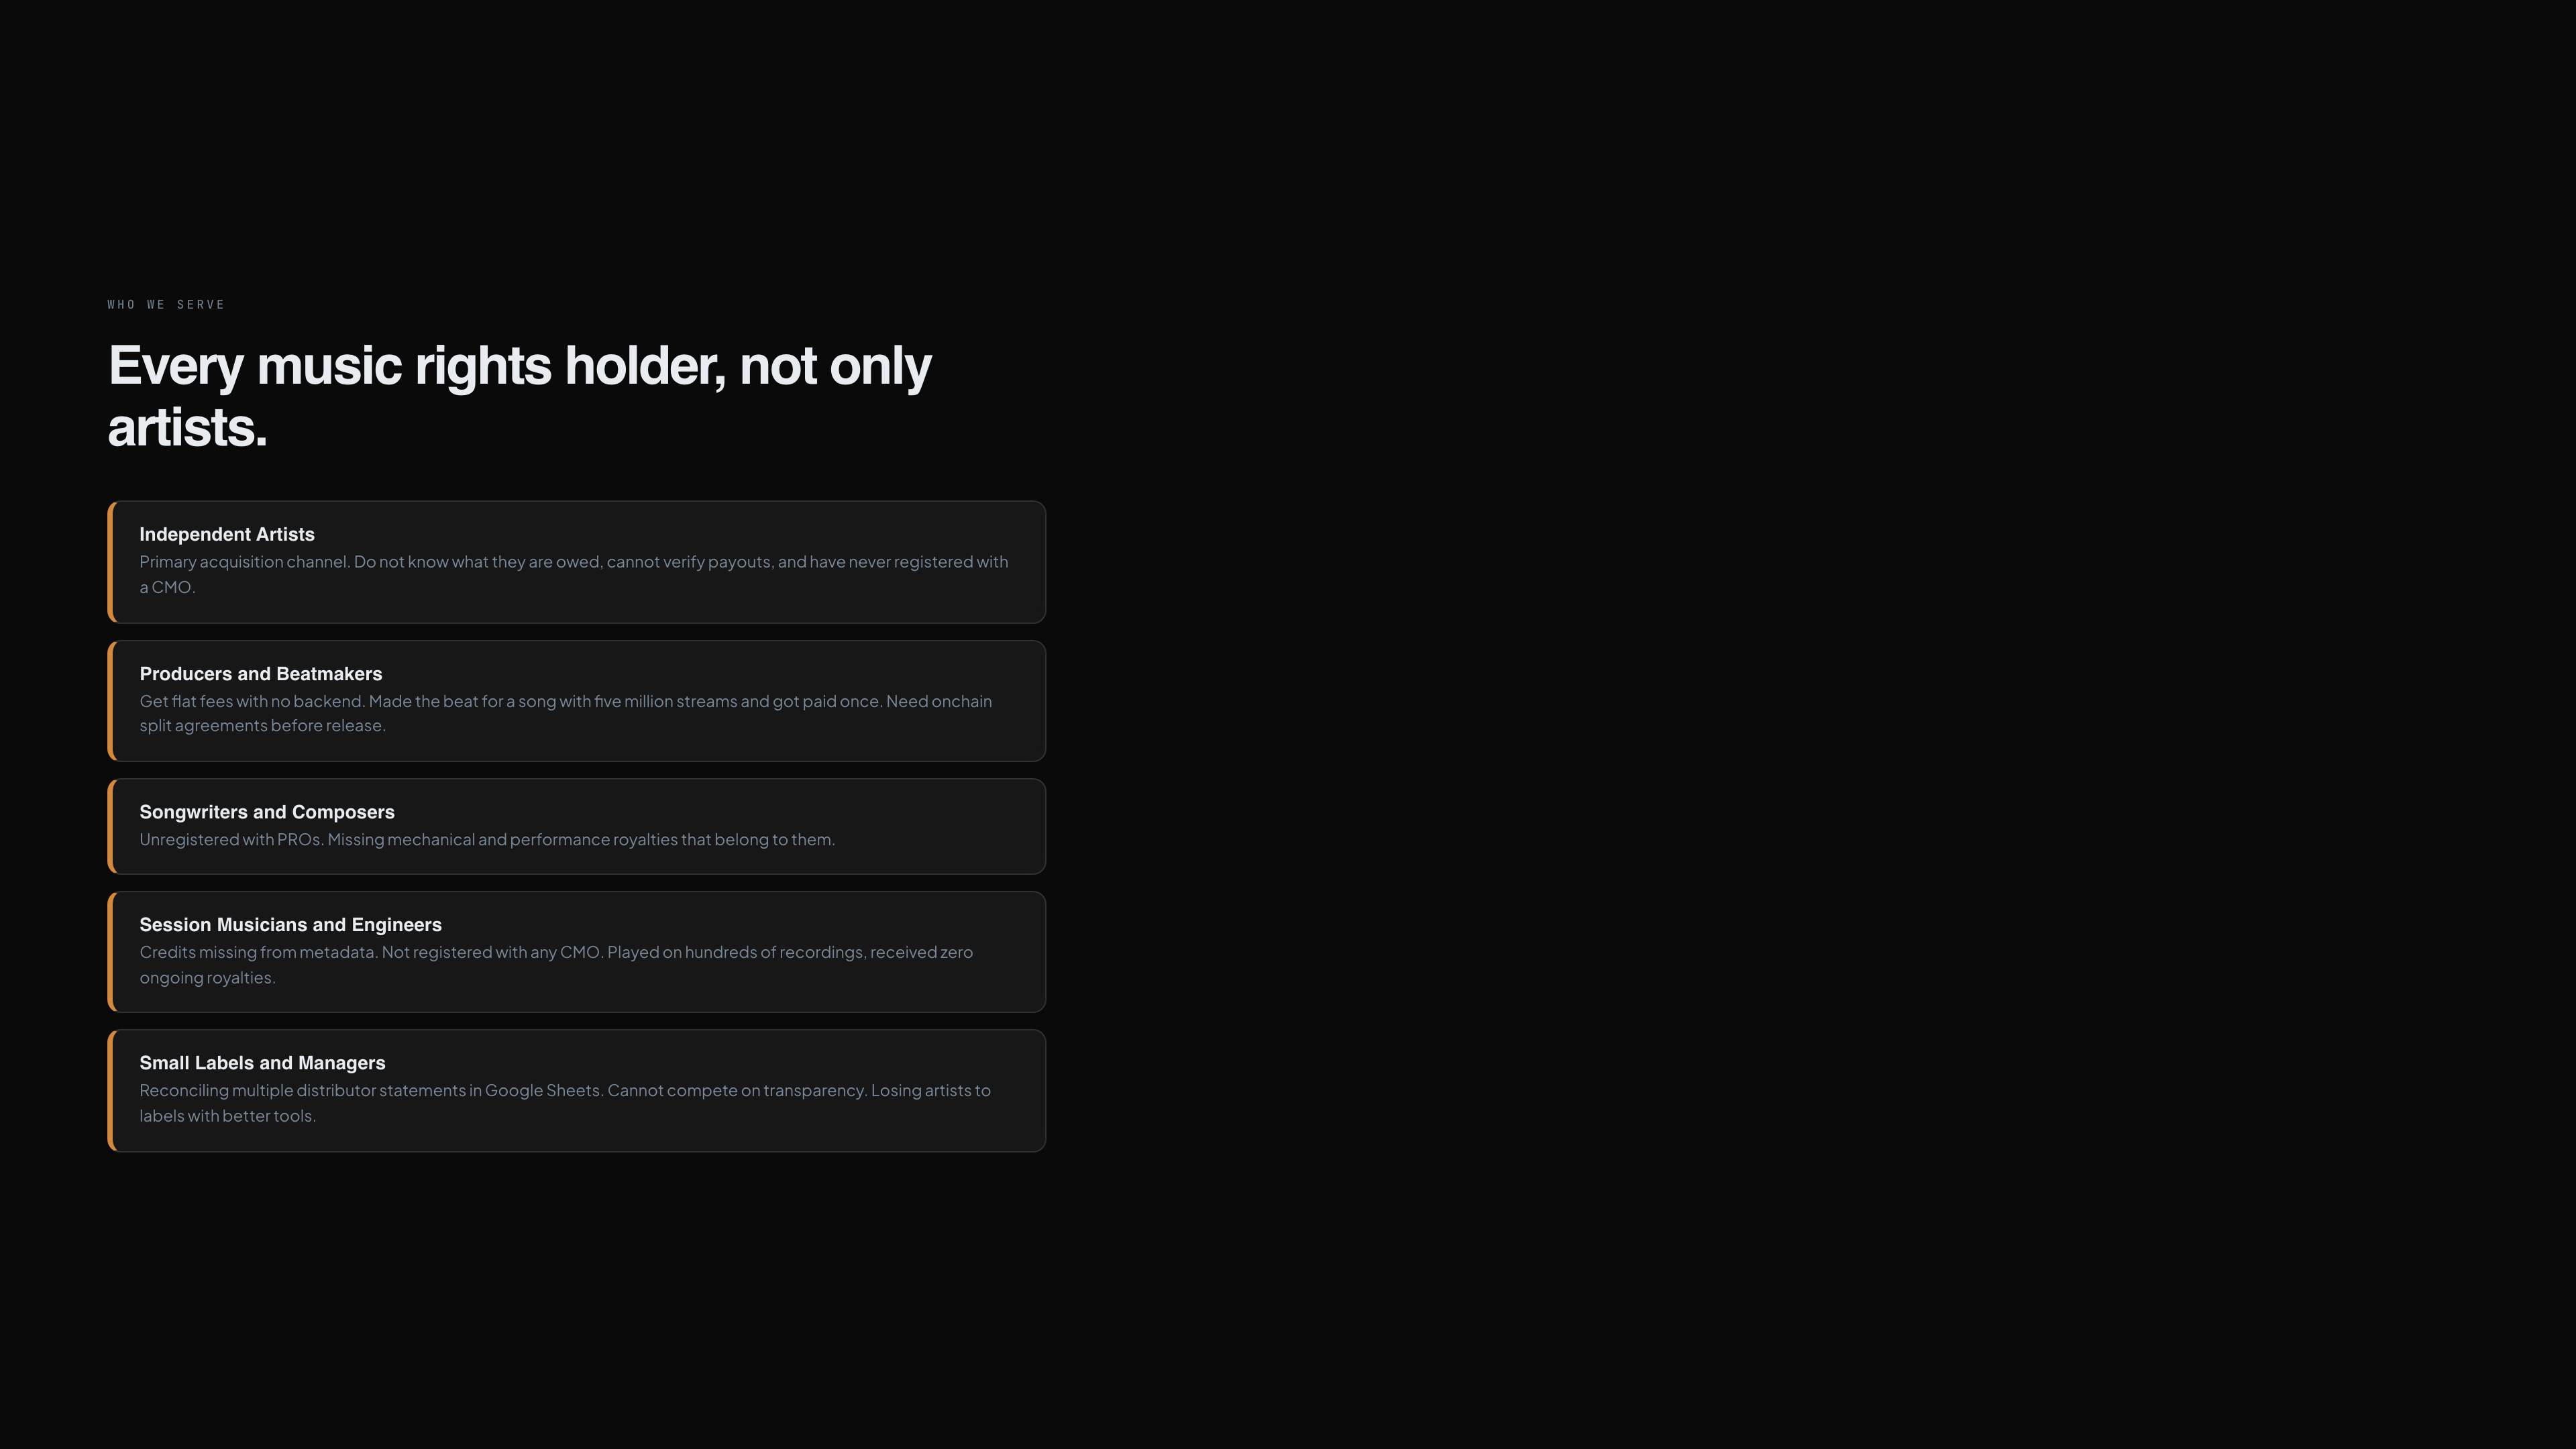 WHO WE SERVE
Every music rights holder, not only
artists.
Independent Artists
Primary acquisition channel. Do not know what they are owed, cannot verify payouts, and have never registered with
a CMO.
Producers and Beatmakers
Get flat fees with no backend. Made the beat for a song with five million streams and got paid once. Need onchain
split agreements before release.
Songwriters and Composers
Unregistered with PROs. Missing mechanical and performance royalties that belong to them.
Session Musicians and Engineers
Credits missing from metadata. Not registered with any CMO. Played on hundreds of recordings, received zero
ongoing royalties.
Small Labels and Managers
Reconciling multiple distributor statements in Google Sheets. Cannot compete on transparency. Losing artists to
labels with better tools.